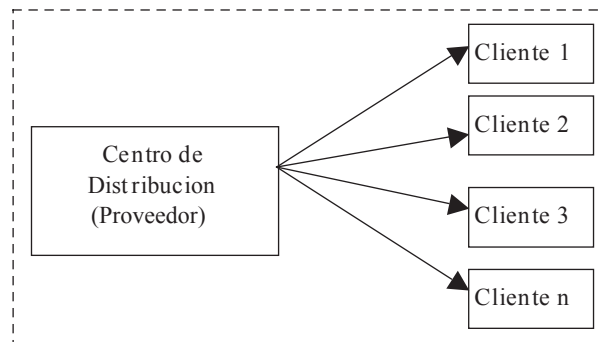 Centro de
Distribucion
(Proveedor)
Cliente 1
Cliente 2
Cliente 3
Cliente n